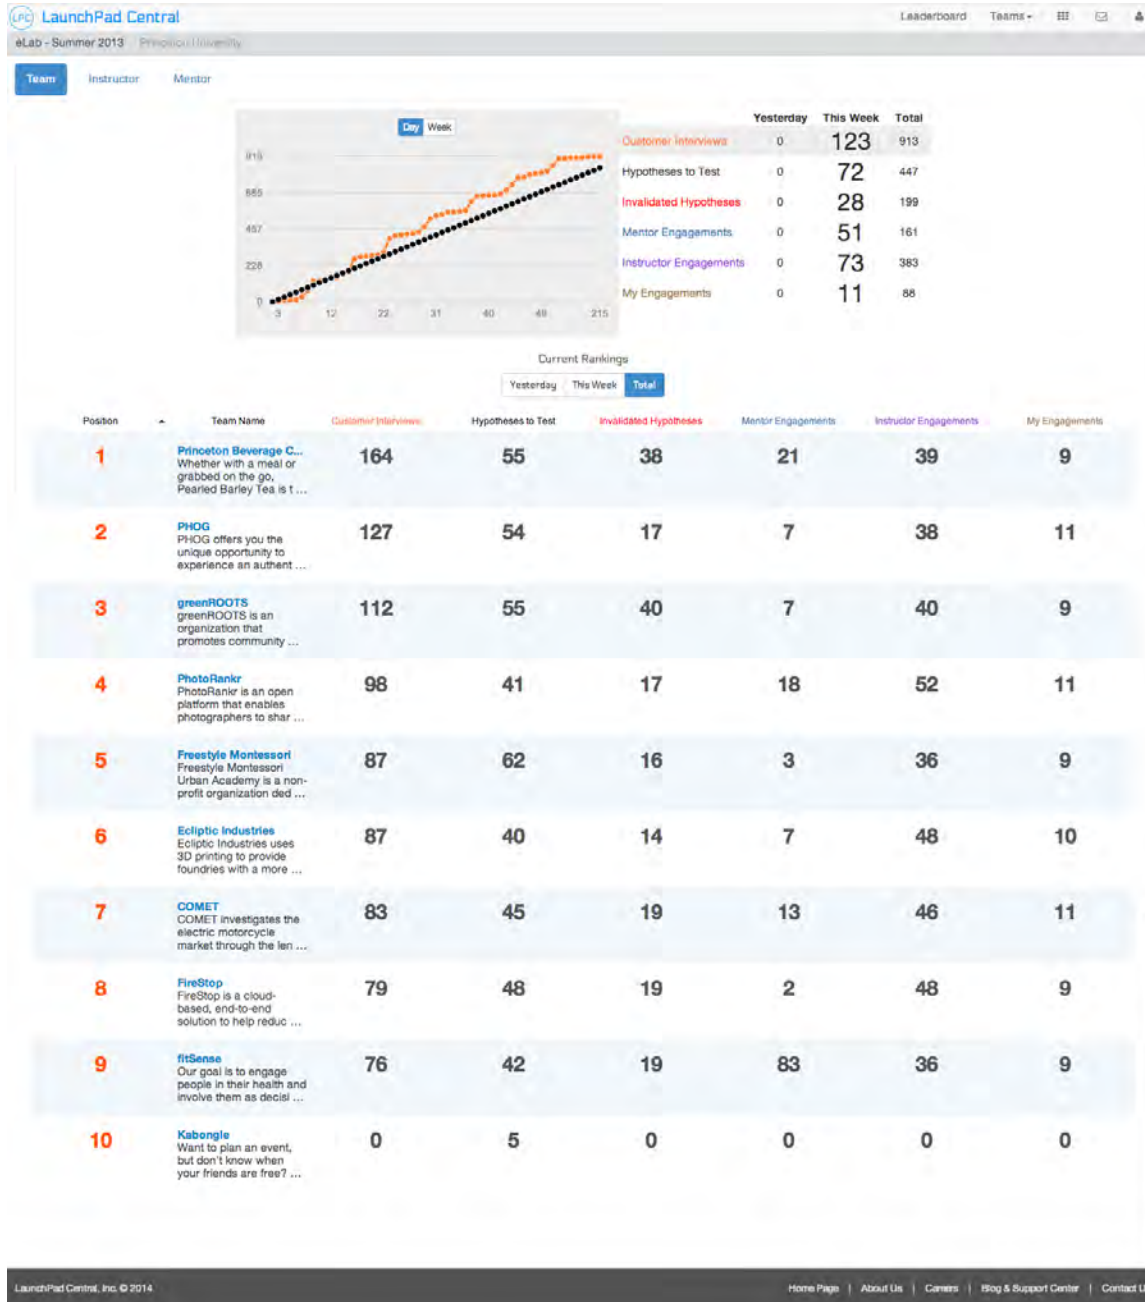 LPC LaunchPad Central Leaderboard Teams
eLab - Summer 2013 Princeton University
Team Instructor Mentor
Day Week
915
685
457
228
0
3 12 22 31 40 49 215
Yesterday This Week Total
Customer Interviews 0 123 913
Hypotheses to Test 0 72 447
Invalidated Hypotheses 0 28 199
Mentor Engagements 0 51 161
Instructor Engagements 0 73 383
My Engagements 0 11 88
Current Rankings
Yesterday This Week Total
Position Team Name Customer Interviews Hypotheses to Test Invalidated Hypotheses Mentor Engagements Instructor Engagements My Engagements
1 Princeton Beverage C... 164 55 38 21 39 9
Whether with a meal or
grabbed on the go,
Pearled Barley Tea is t ...
2 PHOG 127 54 17 7 38 11
PHOG offers you the
unique opportunity to
experience an authent ...
3 greenROOTS 112 55 40 7 40 9
greenROOTS is an
organization that
promotes community ...
4 PhotoRankr 98 41 17 18 52 11
PhotoRankr is an open
platform that enables
photographers to shar ...
5 Freestyle Montessori 87 62 16 3 36 9
Freestyle Montessori
Urban Academy is a non-
profit organization ded ...
6 Ecliptic Industries 87 40 14 7 48 10
Ecliptic Industries uses
3D printing to provide
foundries with a more ...
7 COMET 83 45 19 13 46 11
COMET investigates the
electric motorcycle
market through the len ...
8 FireStop 79 48 19 2 48 9
FireStop is a cloud-
based, end-to-end
solution to help reduc ...
9 fitSense 76 42 19 83 36 9
Our goal is to engage
people in their health and
involve them as decisi ...
10 Kabongle 0 5 0 0 0 0
Want to plan an event,
but don't know when
your friends are free? ...
LaunchPad Central, Inc. © 2014 Home Page | About Us | Careers | Blog & Support Center | Contact U